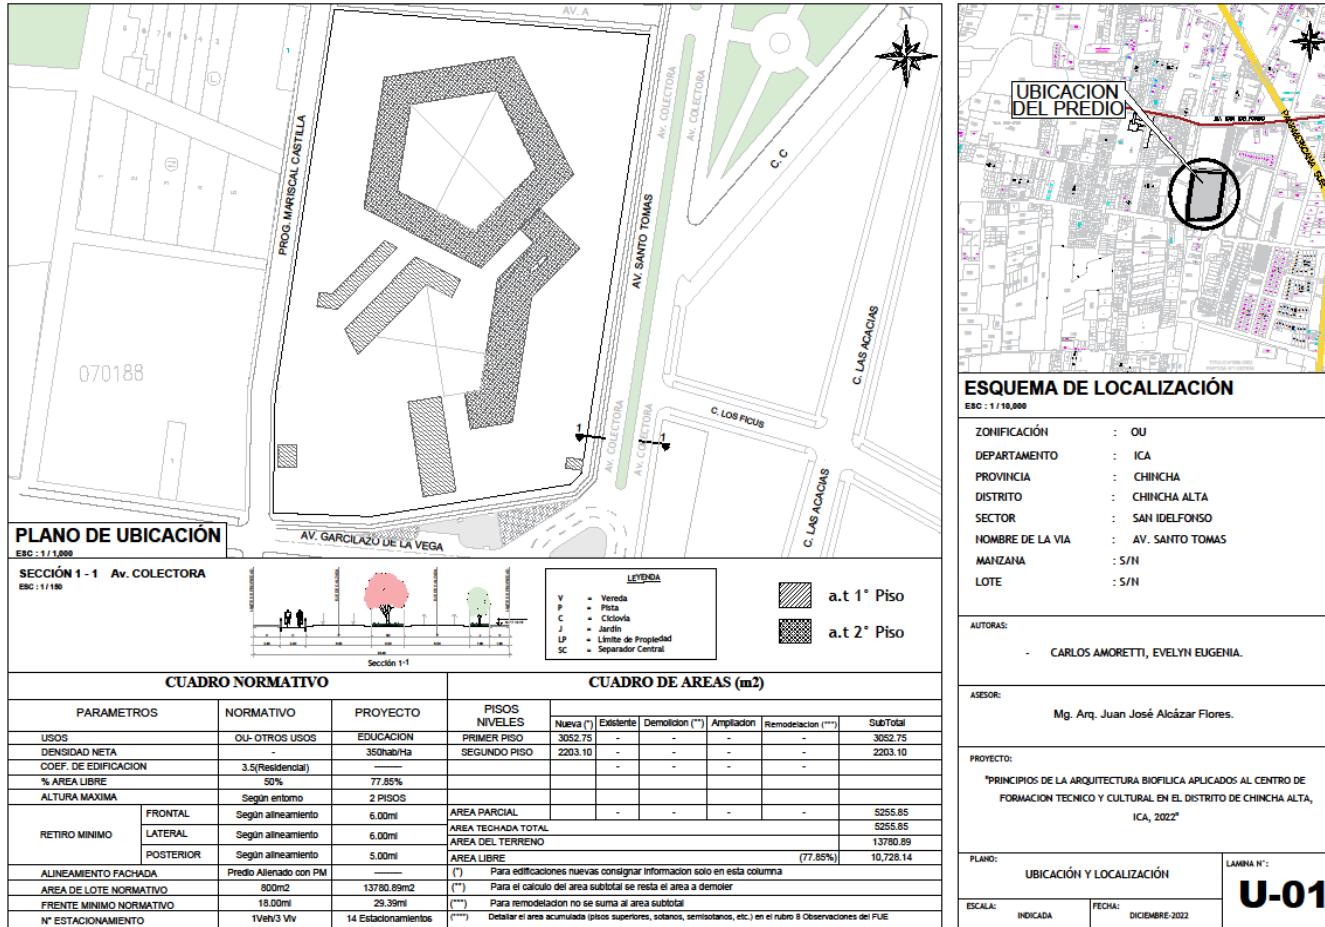 AV. A
N
PROG. MARISCAL CASTILLA
AV. COLECTORA
AV. COLECTORA
C. C
AV. SANTO TOMAS
C. LAS ACACIAS
C. LOS FICUS
AV. COLECTORA
AV. COLECTORA
1
1
C. LAS ACACIAS
070188
AV. GARCILAZO DE LA VEGA
PLANO DE UBICACIÓN
ESC : 1 / 1,000
N
UBICACION
DEL PREDIO
PANAMERICANA SUR
ESQUEMA DE LOCALIZACIÓN
ESC : 1 / 10,000
SECCIÓN 1 - 1 Av. COLECTORA
ESC : 1 / 150
Sección 1-1
LEYENDA
V = Vereda
P = Pista
C = Ciclovia
J = Jardín
LP = Límite de Propiedad
SC = Separador Central
a.t 1° Piso
a.t 2° Piso
CUADRO NORMATIVO
PARAMETROS NORMATIVO PROYECTO
USOS OU- OTROS USOS EDUCACION
DENSIDAD NETA - 350hab/Ha
COEF. DE EDIFICACION 3.5(Residencial) ———
% AREA LIBRE 50% 77.85%
ALTURA MAXIMA Según entorno 2 PISOS
RETIRO MINIMO
FRONTAL Según alineamiento 6.00ml
LATERAL Según alineamiento 6.00ml
POSTERIOR Según alineamiento 5.00ml
ALINEAMIENTO FACHADA Predio Alienado con PM ———
AREA DE LOTE NORMATIVO 800m2 13780.89m2
FRENTE MINIMO NORMATIVO 18.00ml 29.39ml
N° ESTACIONAMIENTO 1Veh/3 Viv 14 Estacionamientos
CUADRO DE AREAS (m2)
PISOS
NIVELES
Nueva (*) Existente Demolicion (**) Ampliacion Remodelacion (***) SubTotal
PRIMER PISO 3052.75 - - - - 3052.75
SEGUNDO PISO 2203.10 - - - - 2203.10
- - -
AREA PARCIAL - - - - 5255.85
AREA TECHADA TOTAL 5255.85
AREA DEL TERRENO 13780.89
AREA LIBRE (77.85%) 10,728.14
(*) Para edificaciones nuevas consignar informacion solo en esta columna
(**) Para el calculo del area subtotal se resta el area a demoler
(***) Para remodelacion no se suma al area subtotal
(****) Detallar el area acumulada (pisos superiores, sotanos, semisotanos, etc.) en el rubro 8 Observaciones del FUE
ZONIFICACIÓN : OU
DEPARTAMENTO : ICA
PROVINCIA : CHINCHA
DISTRITO : CHINCHA ALTA
SECTOR : SAN IDELFONSO
NOMBRE DE LA VIA : AV. SANTO TOMAS
MANZANA : S/N
LOTE : S/N
AUTORAS:
- CARLOS AMORETTI, EVELYN EUGENIA.
ASESOR:
Mg. Arq. Juan José Alcázar Flores.
PROYECTO:
"PRINCIPIOS DE LA ARQUITECTURA BIOFILICA APLICADOS AL CENTRO DE
FORMACION TECNICO Y CULTURAL EN EL DISTRITO DE CHINCHA ALTA,
ICA, 2022"
PLANO:
UBICACIÓN Y LOCALIZACIÓN
LAMINA N°:
U-01
ESCALA:
INDICADA
FECHA:
DICIEMBRE-2022